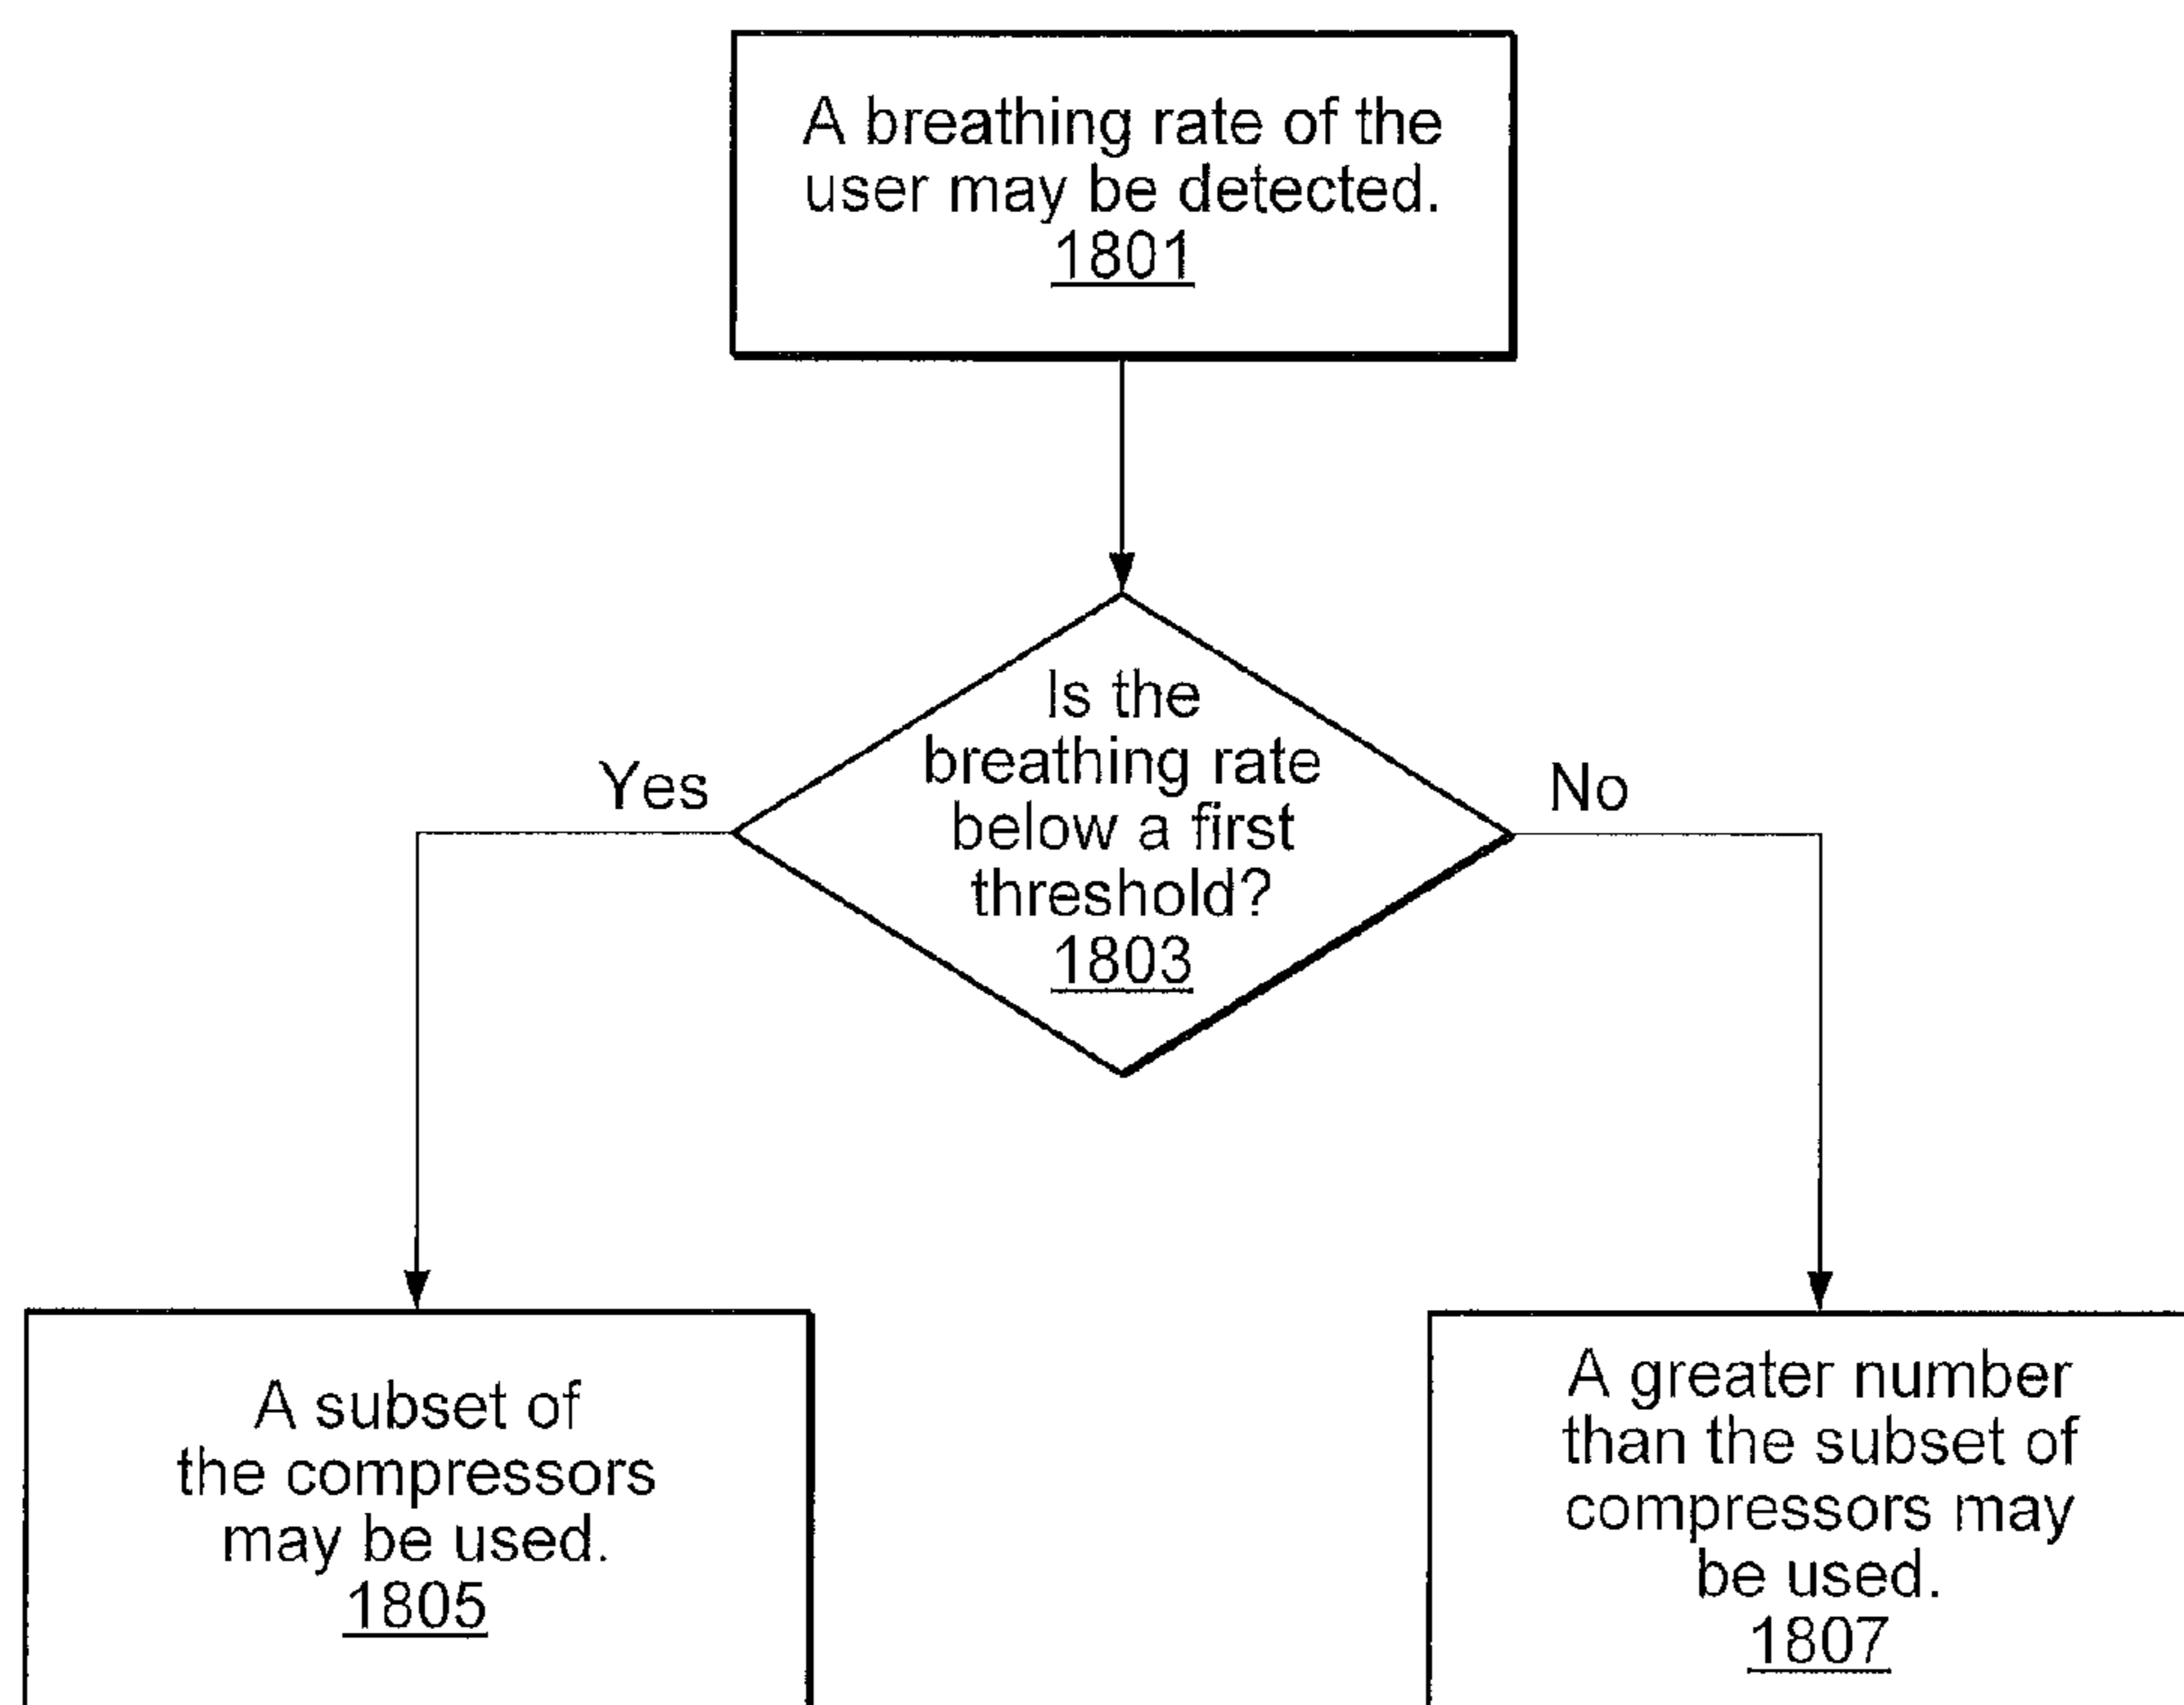 A breathing rate of the
user may be detected.
1801
Is the
breathing rate
below a first
threshold?
1803
Yes
No
A subset of
the compressors
may be used.
1805
A greater number
than the subset of
compressors may
be used.
1807